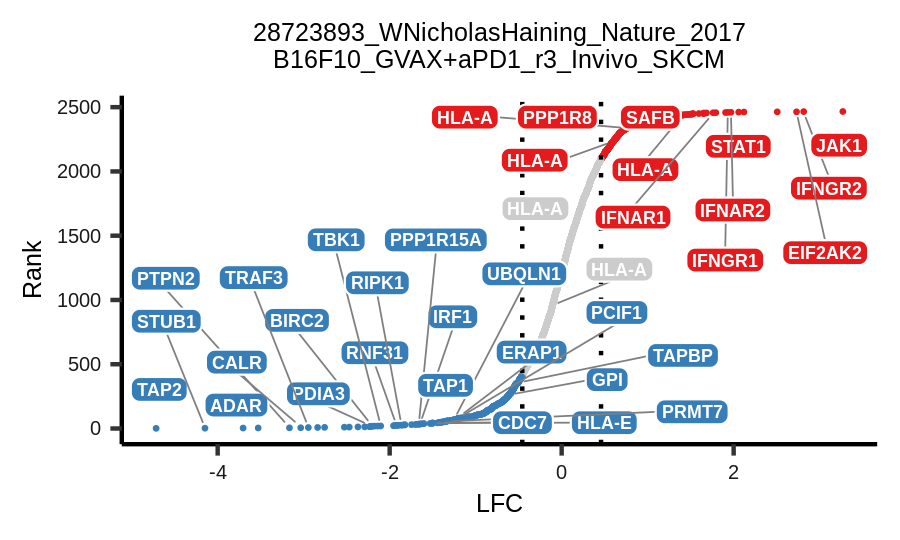 28723893_WNicholasHaining_Nature_2017
B16F10_GVAX+aPD1_r3_Invivo_SKCM
2500
HLA-A PPP1R8 SAFB
STAT1 JAK1
2000
HLA-A HLA-A
IFNGR2
HLA-A IFNAR1 IFNAR2
1500
TBK1 PPP1R15A
IFNGR1 EIF2AK2
PTPN2 TRAF3 RIPK1 UBQLN1 HLA-A
1000
STUB1 BIRC2 IRF1 PCIF1
500
CALR RNF31 ERAP1 TAPBP
TAP2 PDIA3 TAP1 GPI
ADAR PRMT7
0
CDC7 HLA-E
-4 -2 0 2
Rank
LFC